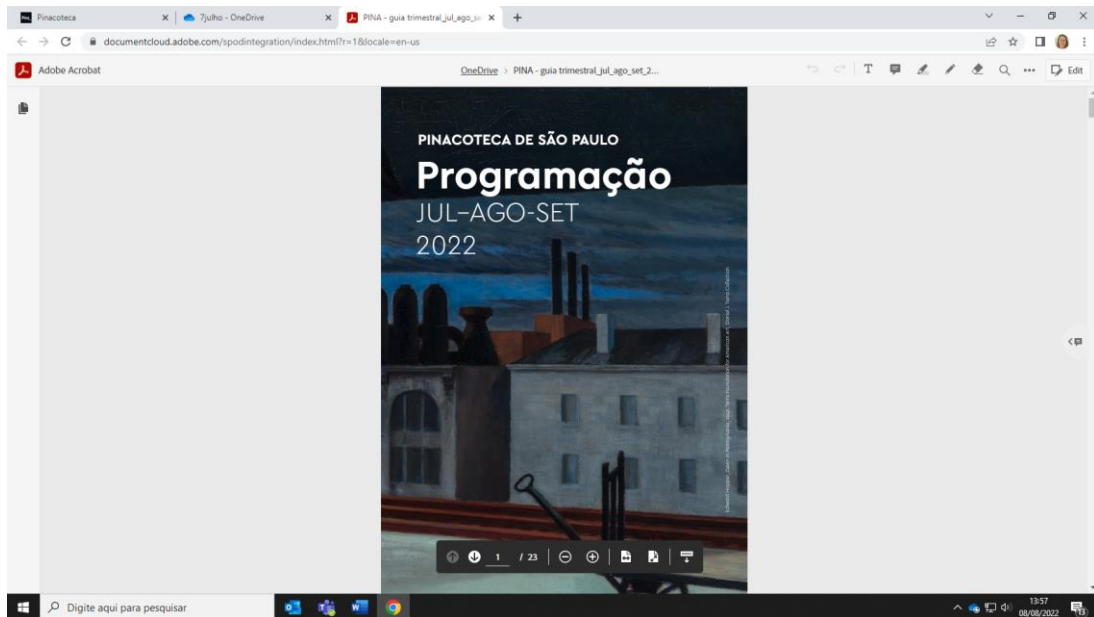 Pinacoteca
7julho - OneDrive
PINA - guia trimestral_jul_ago_se
documentcloud.adobe.com/spodintegration/index.html?r=1&locale=en-us
Adobe Acrobat
OneDrive > PINA - guia trimestral_jul_ago_set_2...
T
Edit
PINACOTECA DE SÃO PAULO
Programação
JUL–AGO-SET
2022
1 / 23
Digite aqui para pesquisar
13:57
08/08/2022